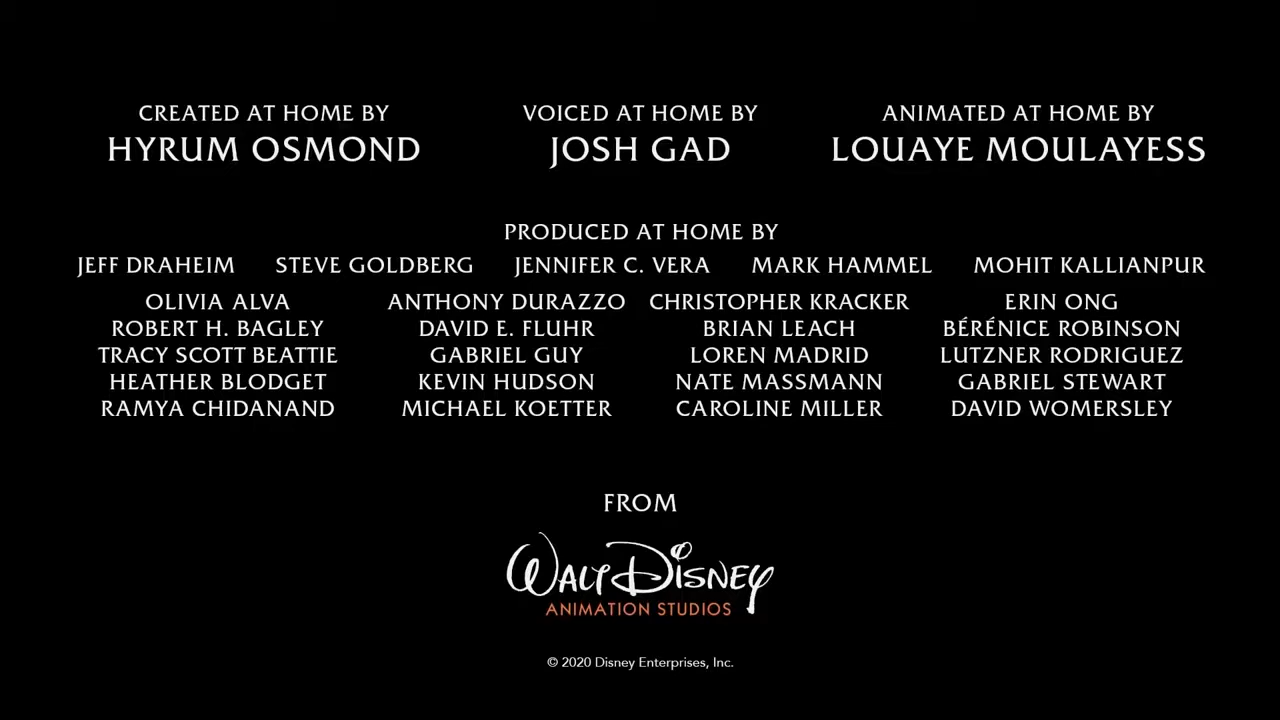 CREATED AT HOME BY VOICED AT HOME BY ANIMATED AT HOME BY
HYRUM OSMOND JOSH GAD LOUAYE MOULAYESS
PRODUCED AT HOME BY
JEFF DRAHEIM STEVE GOLDBERG JENNIFER C. VERA MARK HAMMEL MOHIT KALLIANPUR
OLIVIA ALVA ANTHONY DURAZZO CHRISTOPHER KRACKER ERIN ONG
ROBERT H. BAGLEY DAVID E. FLUHR BRIAN LEACH BÉRÉNICE ROBINSON
TRACY SCOTT BEATTIE GABRIEL GUY LOREN MADRID LUTZNER RODRIGUEZ
HEATHER BLODGET KEVIN HUDSON NATE MASSMANN GABRIEL STEWART
RAMYA CHIDANAND MICHAEL KOETTER CAROLINE MILLER DAVID WOMERSLEY
FROM
WALT DISNEY
ANIMATION STUDIOS
© 2020 Disney Enterprises, Inc.